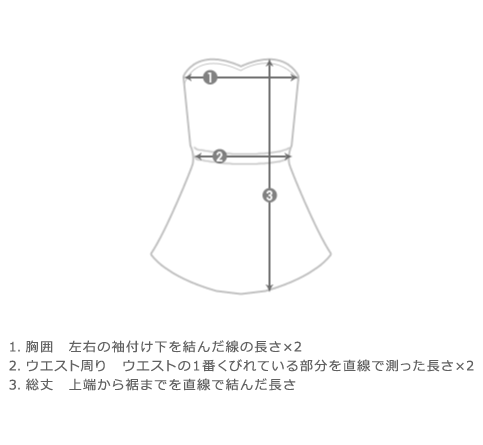 1
2
3
1. 胸囲　左右の袖付け下を結んだ線の長さ×2
2. ウエスト周り　ウエストの1番くびれている部分を直線で測った長さ×2
3. 総丈　上端から裾までを直線で結んだ長さ